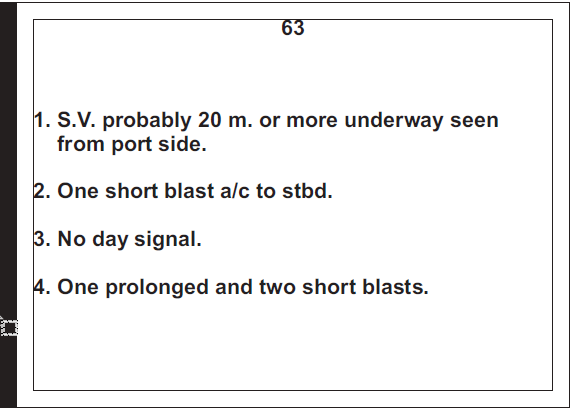 63
1. S.V. probably 20 m. or more underway seen
from port side.
2. One short blast a/c to stbd.
3. No day signal.
4. One prolonged and two short blasts.